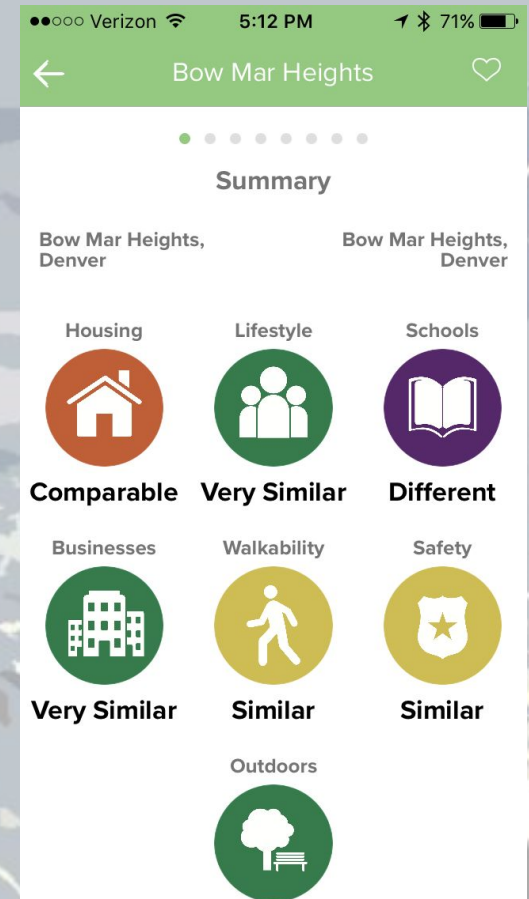 Verizon 5:12 PM 71%
Bow Mar Heights
Summary
Bow Mar Heights,
Denver
Bow Mar Heights,
Denver
Housing Lifestyle Schools
Comparable Very Similar Different
Businesses Walkability Safety
Very Similar Similar Similar
Outdoors